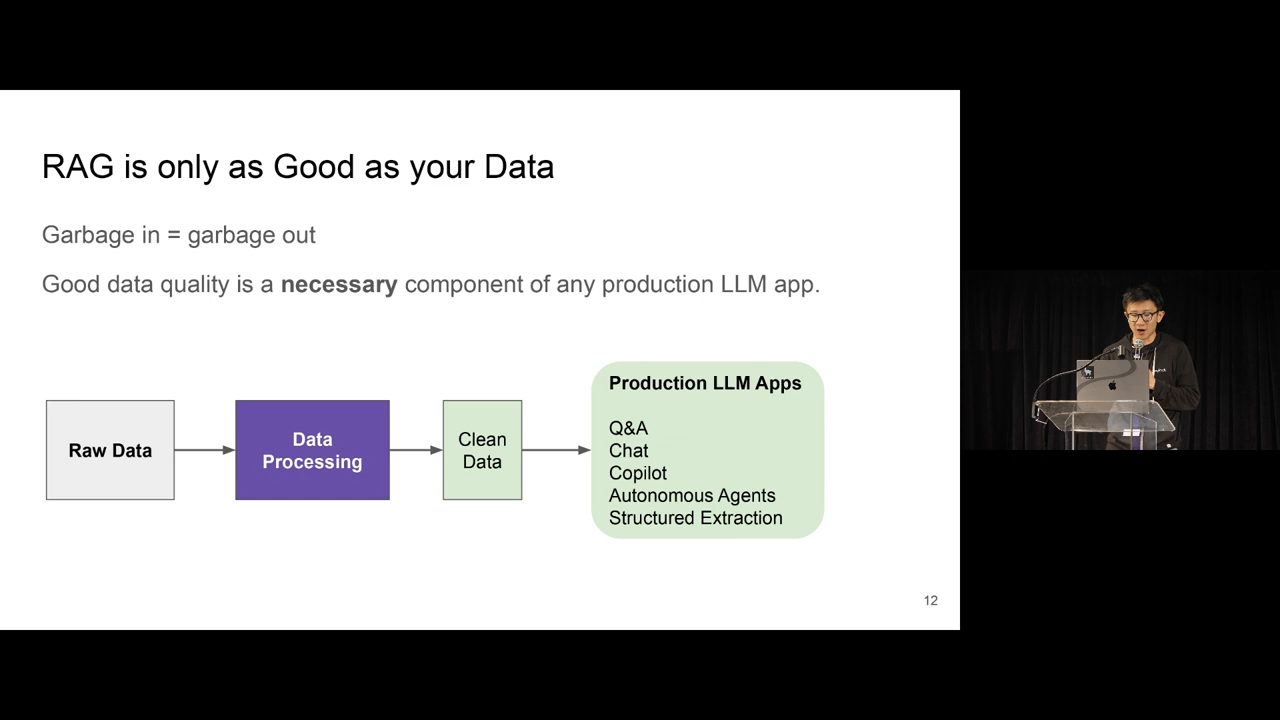 RAG is only as Good as your Data
Garbage in = garbage out
Good data quality is a necessary component of any production LLM app.
Raw Data
Data
Processing
Clean
Data
Production LLM Apps
Q&A
Chat
Copilot
Autonomous Agents
Structured Extraction
12